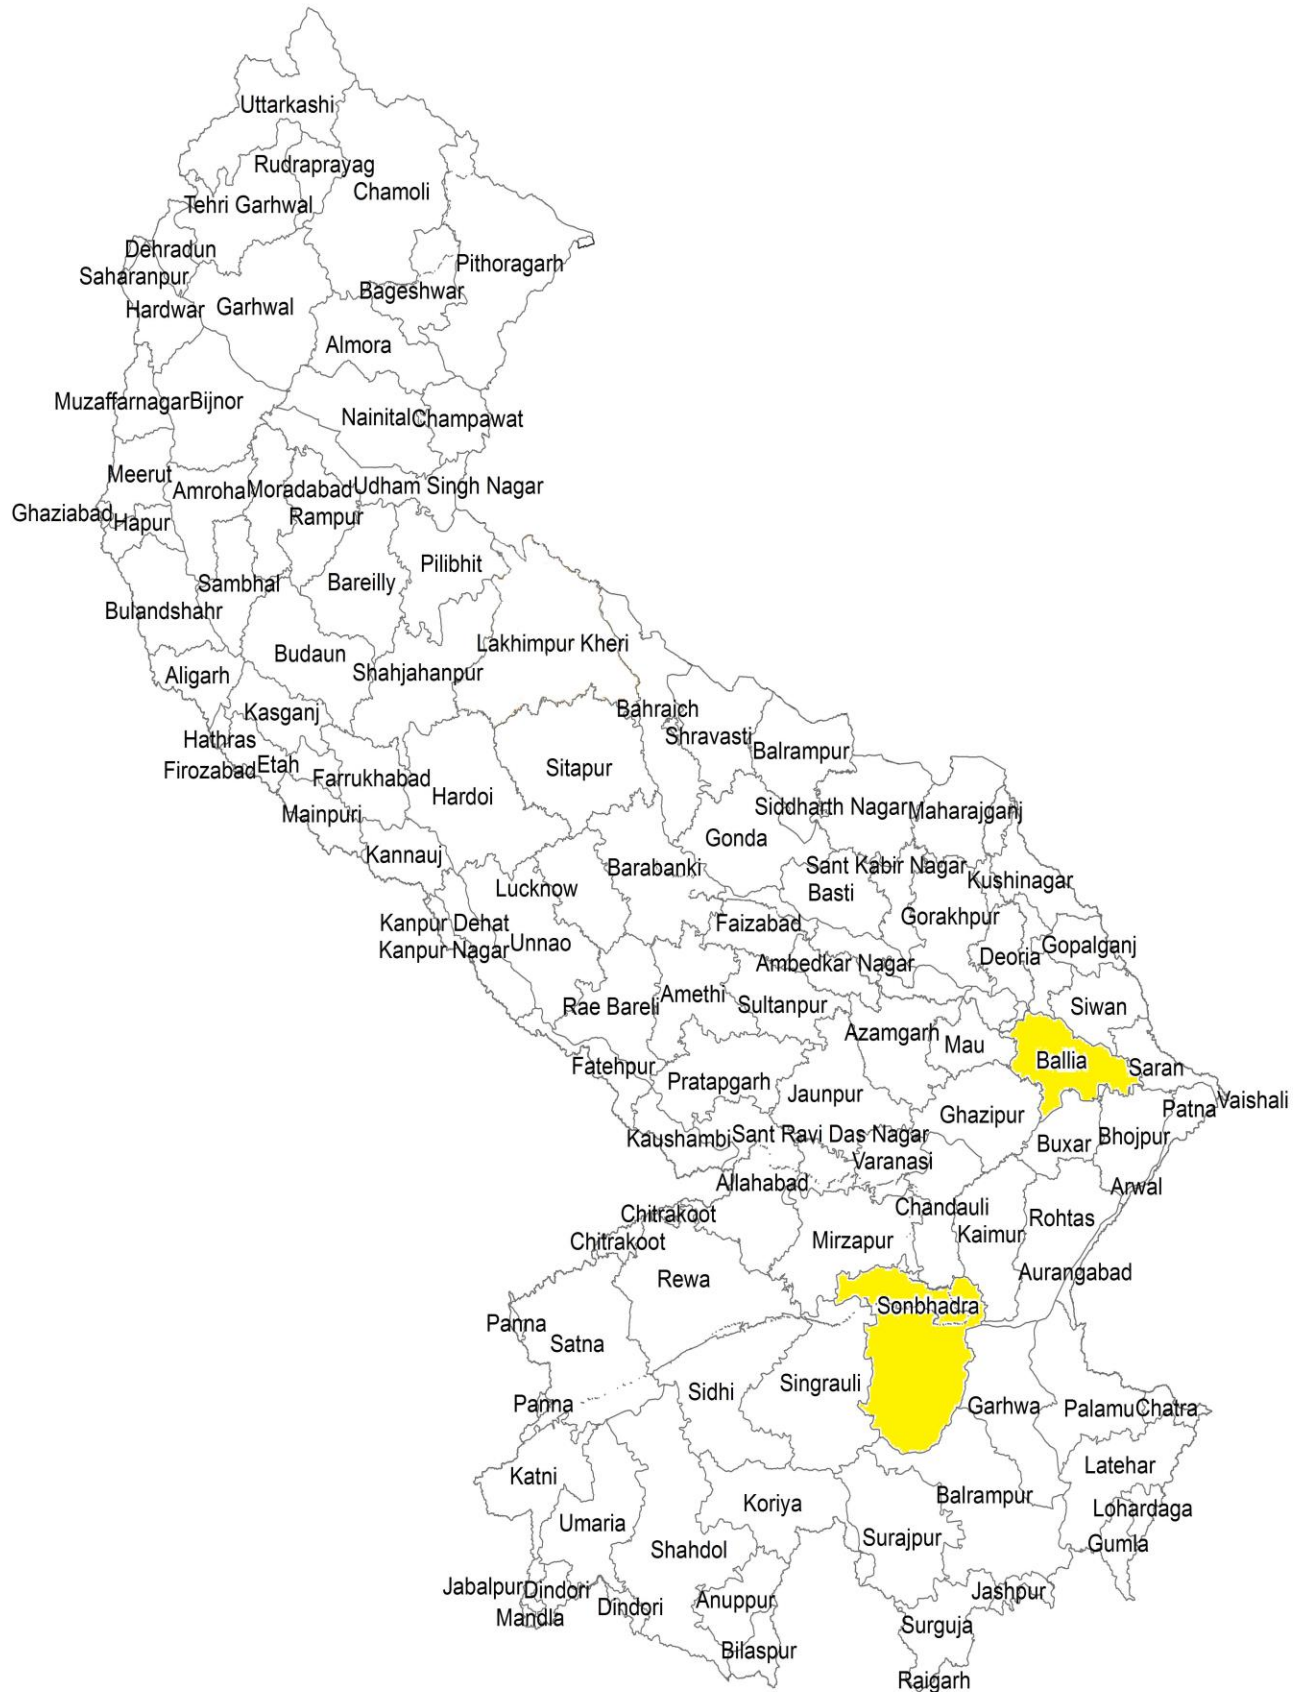 Uttarkashi
Rudraprayag
Chamoli
Tehri Garhwal
Dehradun
Pithoragarh
Saharanpur
Bageshwar
Hardwar
Garhwal
Almora
Muzaffarnagar
Bijnor
Nainital
Champawat
Meerut
Amroha
Moradabad
Udham Singh Nagar
Ghaziabad
Hapur
Rampur
Pilibhit
Sambhal
Bareilly
Bulandshahr
Lakhimpur Kheri
Budaun
Aligarh
Shahjahanpur
Kasganj
Bahraich
Hathras
Shravasti
Balrampur
Firozabad
Etah
Farrukhabad
Sitapur
Hardoi
Mainpuri
Siddharth Nagar
Maharajganj
Gonda
Kannauj
Barabanki
Sant Kabir Nagar
Lucknow
Basti
Kushinagar
Kanpur Dehat
Faizabad
Gorakhpur
Kanpur Nagar
Unnao
Gopalganj
Deoria
Ambedkar Nagar
Rae Bareli
Amethi
Sultanpur
Siwan
Azamgarh
Mau
Ballia
Fatehpur
Saran
Pratapgarh
Jaunpur
Vaishali
Ghazipur
Patna
Kaushambi
Sant Ravi Das Nagar
Buxar
Bhojpur
Varanasi
Allahabad
Arwal
Chitrakoot
Chandauli
Rohtas
Chitrakoot
Mirzapur
Kaimur
Rewa
Aurangabad
Sonbhadra
Panna
Satna
Sidhi
Singrauli
Panna
Garhwa
Palamu
Chatra
Katni
Latehar
Koriya
Balrampur
Lohardaga
Umaria
Surajpur
Gumla
Shahdol
Jabalpur
Dindori
Jashpur
Mandla
Dindori
Anuppur
Surguja
Bilaspur
Raigarh